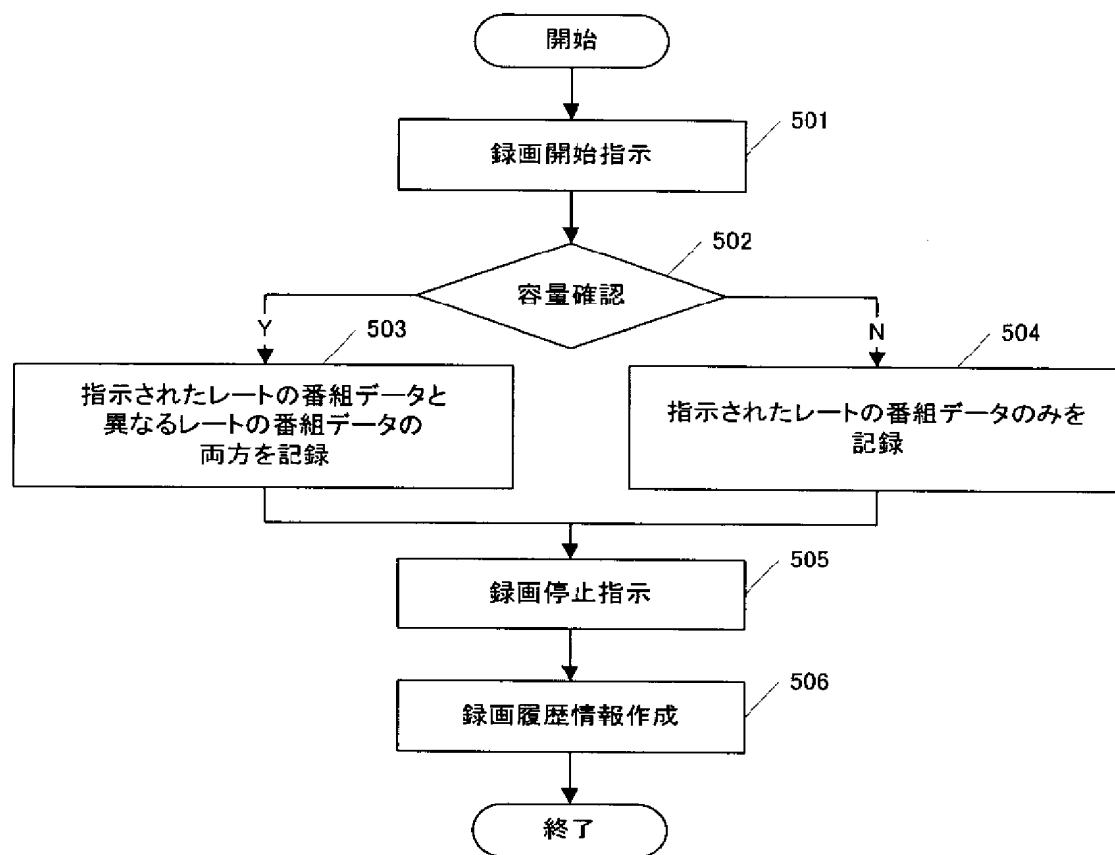 開始
録画開始指示
501
容量確認
502
Y
N
503
指示されたレートの番組データと
異なるレートの番組データの
両方を記録
504
指示されたレートの番組データのみを
記録
録画停止指示
505
録画履歴情報作成
506
終了